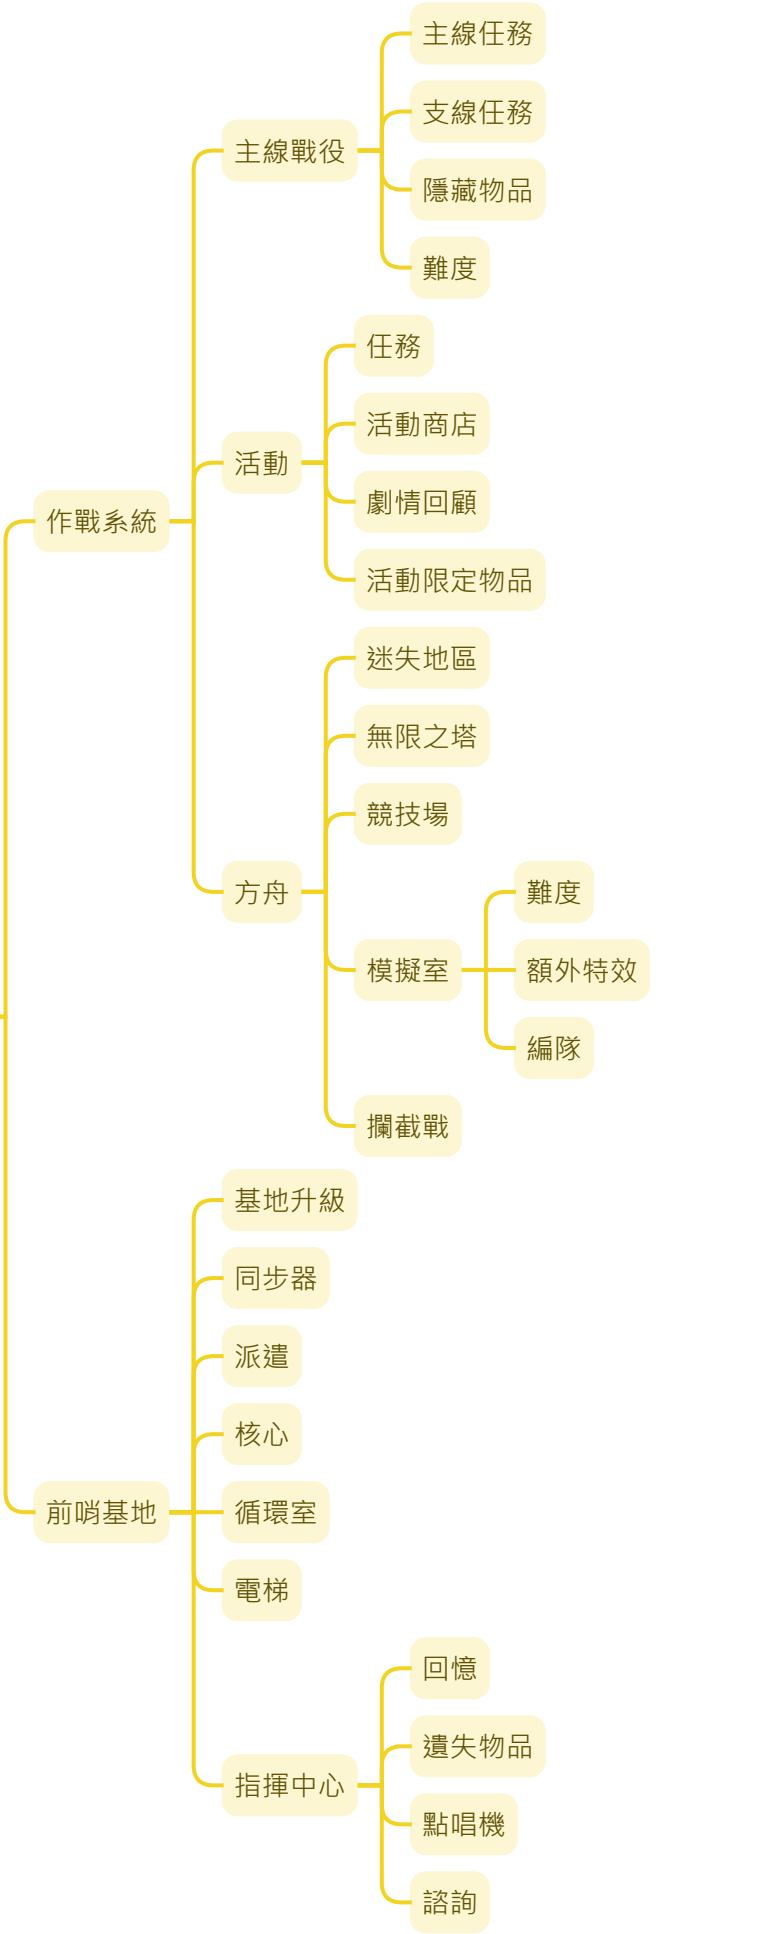 主線任務
支線任務
主線戰役
隱藏物品
難度
任務
活動商店
活動
劇情回顧
作戰系統
活動限定物品
迷失地區
無限之塔
競技場
方舟
難度
模擬室
額外特效
編隊
攔截戰
基地升級
同步器
派遣
核心
前哨基地
循環室
電梯
回憶
遺失物品
指揮中心
點唱機
諮詢